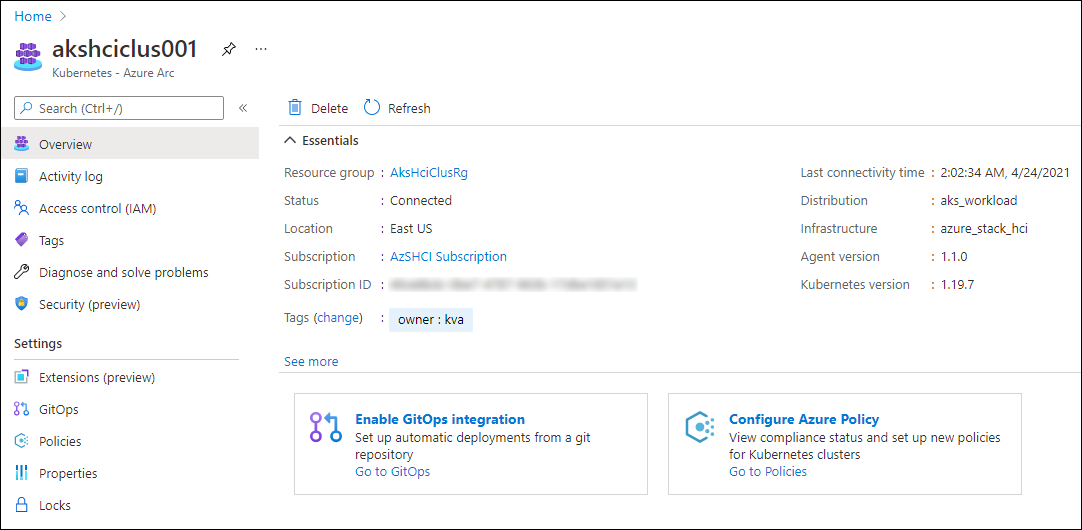 Home
akshciclus001
Kubernetes - Azure Arc
Search (Ctrl+/)
Overview
Activity log
Access control (IAM)
Tags
Diagnose and solve problems
Security (preview)
Settings
Extensions (preview)
GitOps
Policies
Properties
Locks
Delete Refresh
Essentials
Resource group : AksHciClusRg
Status : Connected
Location : East US
Subscription : AzSHCI Subscription
Subscription ID :
Tags (change) : owner : kva
See more
Last connectivity time : 2:02:34 AM, 4/24/2021
Distribution : aks_workload
Infrastructure : azure_stack_hci
Agent version : 1.1.0
Kubernetes version : 1.19.7
Enable GitOps integration
Set up automatic deployments from a git
repository
Go to GitOps
Configure Azure Policy
View compliance status and set up new policies
for Kubernetes clusters
Go to Policies